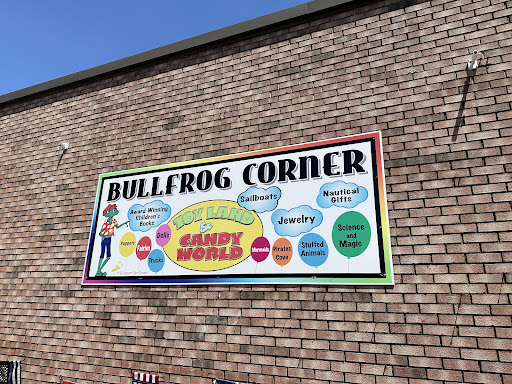 BULLFROG CORNER
Award Winning
Children's
Books
Sailboats
Nautical
Gifts
Jewelry
TOY LAND
&
CANDY
WORLD
Puppets
Fairies
Dolls
Trucks
Mermaids
Pirates
Cove
Stuffed
Animals
Science
and
Magic